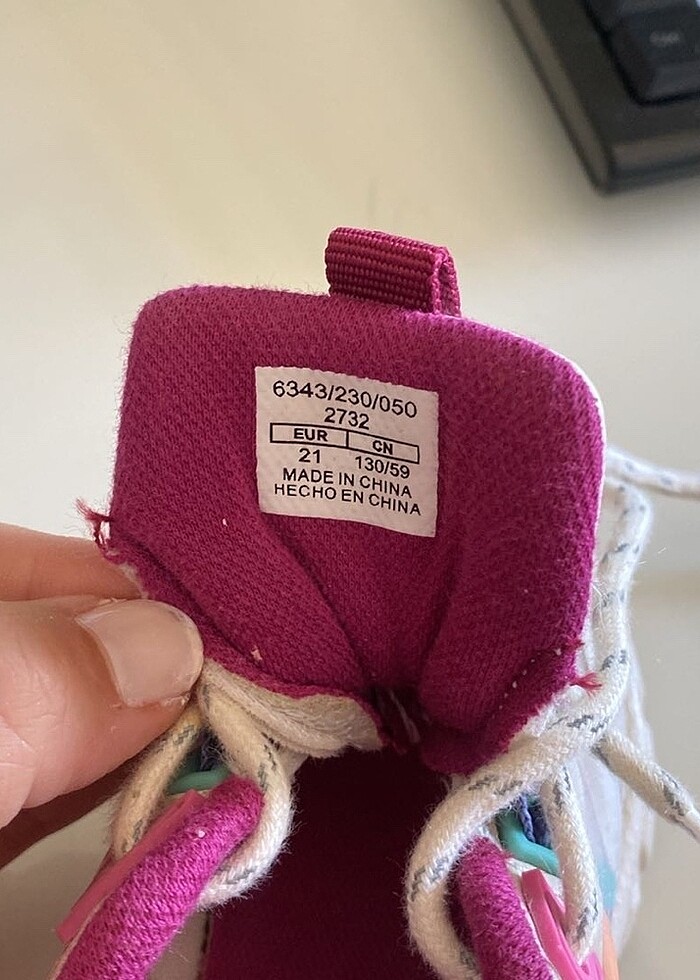 6343/230/050
2732
EUR CN
21 130/59
MADE IN CHINA
HECHO EN CHINA